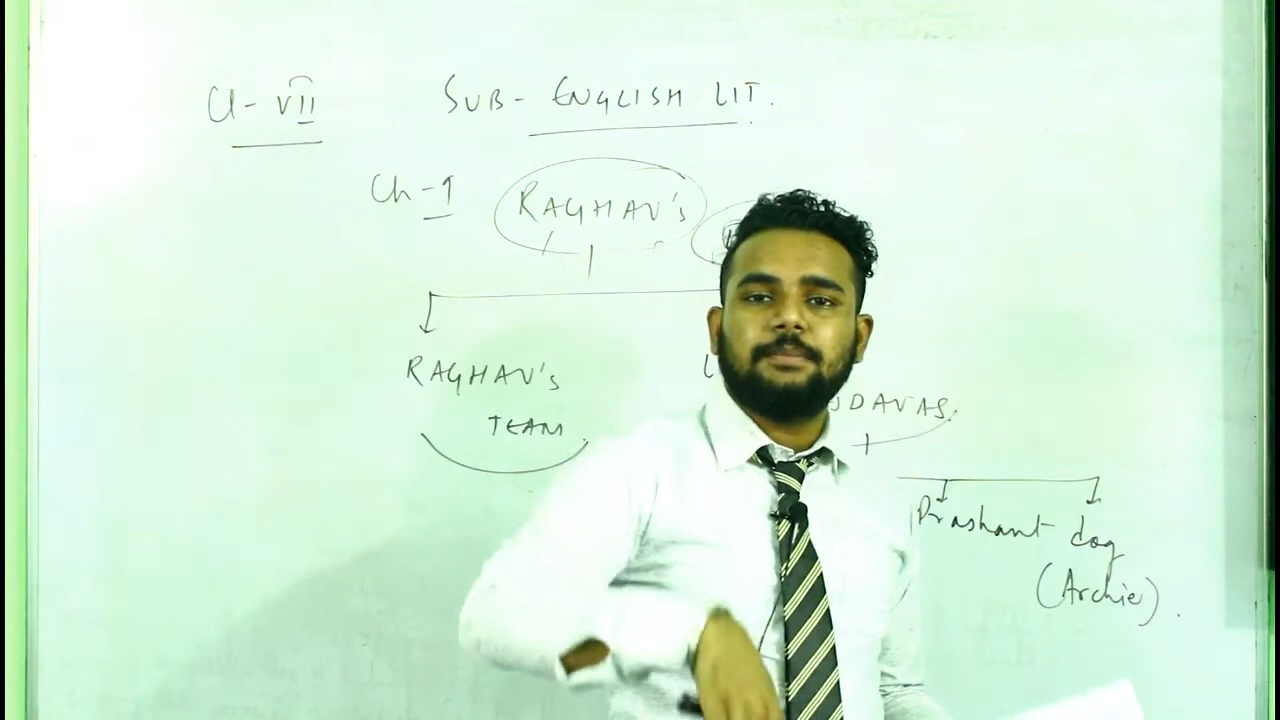 Cl - VII SUB - ENGLISH LIT.
Ch - 1 RAGHAV's
RAGHAV's
TEAM.
Prashant dog
(Archie).